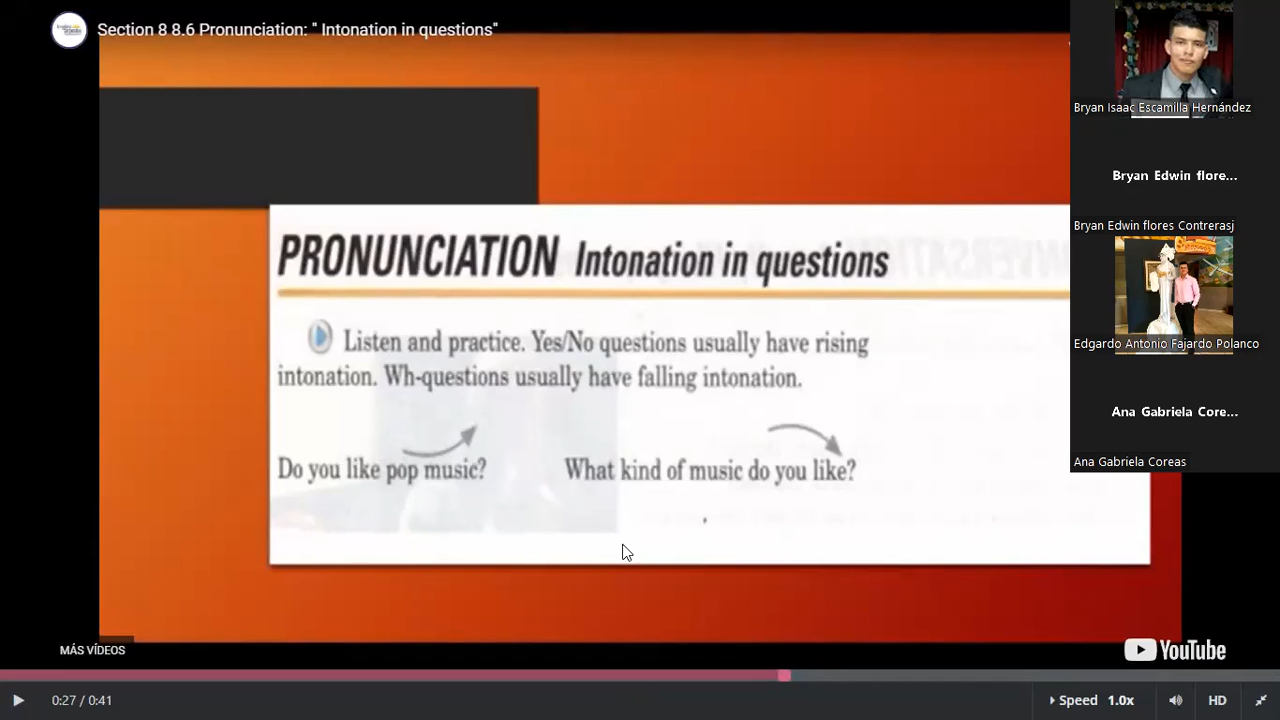 Section 8 8.6 Pronunciation: " Intonation in questions"
Bryan Isaac Escamilla Hernández
Bryan Edwin flore...
Bryan Edwin flores Contrerasj
Edgardo Antonio Fajardo Polanco
Ana Gabriela Core...
Ana Gabriela Coreas
PRONUNCIATION Intonation in questions
Listen and practice. Yes/No questions usually have rising
intonation. Wh-questions usually have falling intonation.
Do you like pop music? What kind of music do you like?
MÁS VÍDEOS
YouTube
0:27 / 0:41
Speed 1.0x
HD